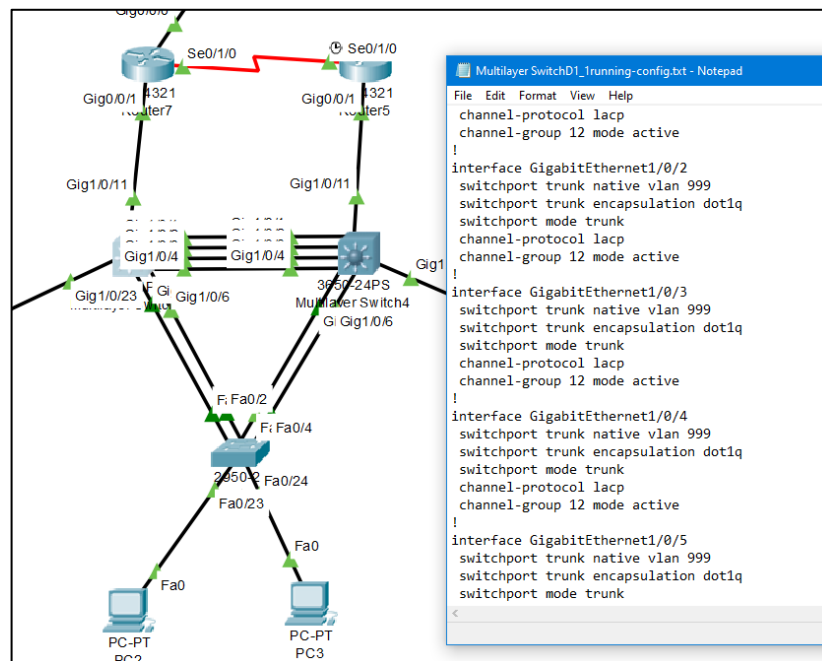 Gig0/0/0
Se0/1/0
Se0/1/0
4321
4321
Gig0/0/1
Gig0/0/1
Router7
Router5
Gig1/0/11
Gig1/0/11
Gig1/0/4
Gig1/0/4
Gig1
Gig1/0/23
Gig1/0/6
3650-24PS
Multilayer Switch4
Gig1/0/6
Fa0/2
Fa0/4
2950-2
Fa0/24
Fa0/23
Fa0
Fa0
PC-PT
PC2
PC-PT
PC3
Multilayer SwitchD1_1running-config.txt - Notepad
File Edit Format View Help
channel-protocol lacp
channel-group 12 mode active
!
interface GigabitEthernet1/0/2
switchport trunk native vlan 999
switchport trunk encapsulation dot1q
switchport mode trunk
channel-protocol lacp
channel-group 12 mode active
!
interface GigabitEthernet1/0/3
switchport trunk native vlan 999
switchport trunk encapsulation dot1q
switchport mode trunk
channel-protocol lacp
channel-group 12 mode active
!
interface GigabitEthernet1/0/4
switchport trunk native vlan 999
switchport trunk encapsulation dot1q
switchport mode trunk
channel-protocol lacp
channel-group 12 mode active
!
interface GigabitEthernet1/0/5
switchport trunk native vlan 999
switchport trunk encapsulation dot1q
switchport mode trunk